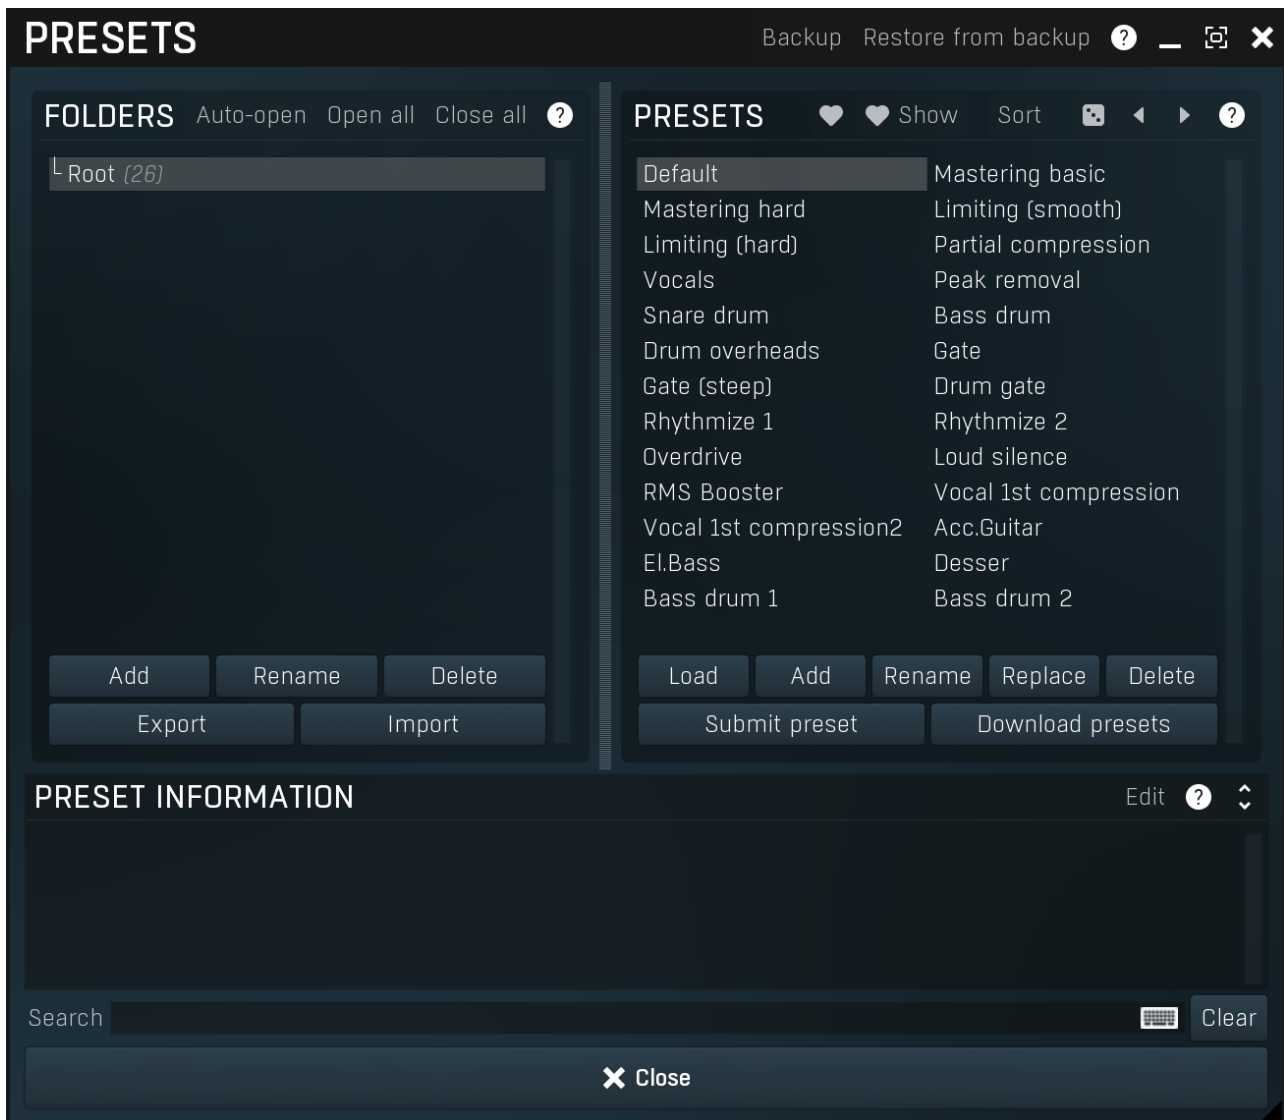 PRESETS Backup Restore from backup ?
FOLDERS Auto-open Open all Close all ?
Root (26)
Add Rename Delete
Export Import
PRESETS Show Sort ?
Default Mastering basic
Mastering hard Limiting (smooth)
Limiting (hard) Partial compression
Vocals Peak removal
Snare drum Bass drum
Drum overheads Gate
Gate (steep) Drum gate
Rhythmize 1 Rhythmize 2
Overdrive Loud silence
RMS Booster Vocal 1st compression
Vocal 1st compression2 Acc.Guitar
El.Bass Desser
Bass drum 1 Bass drum 2
Load Add Rename Replace Delete
Submit preset Download presets
PRESET INFORMATION Edit ?
Search Clear
Close